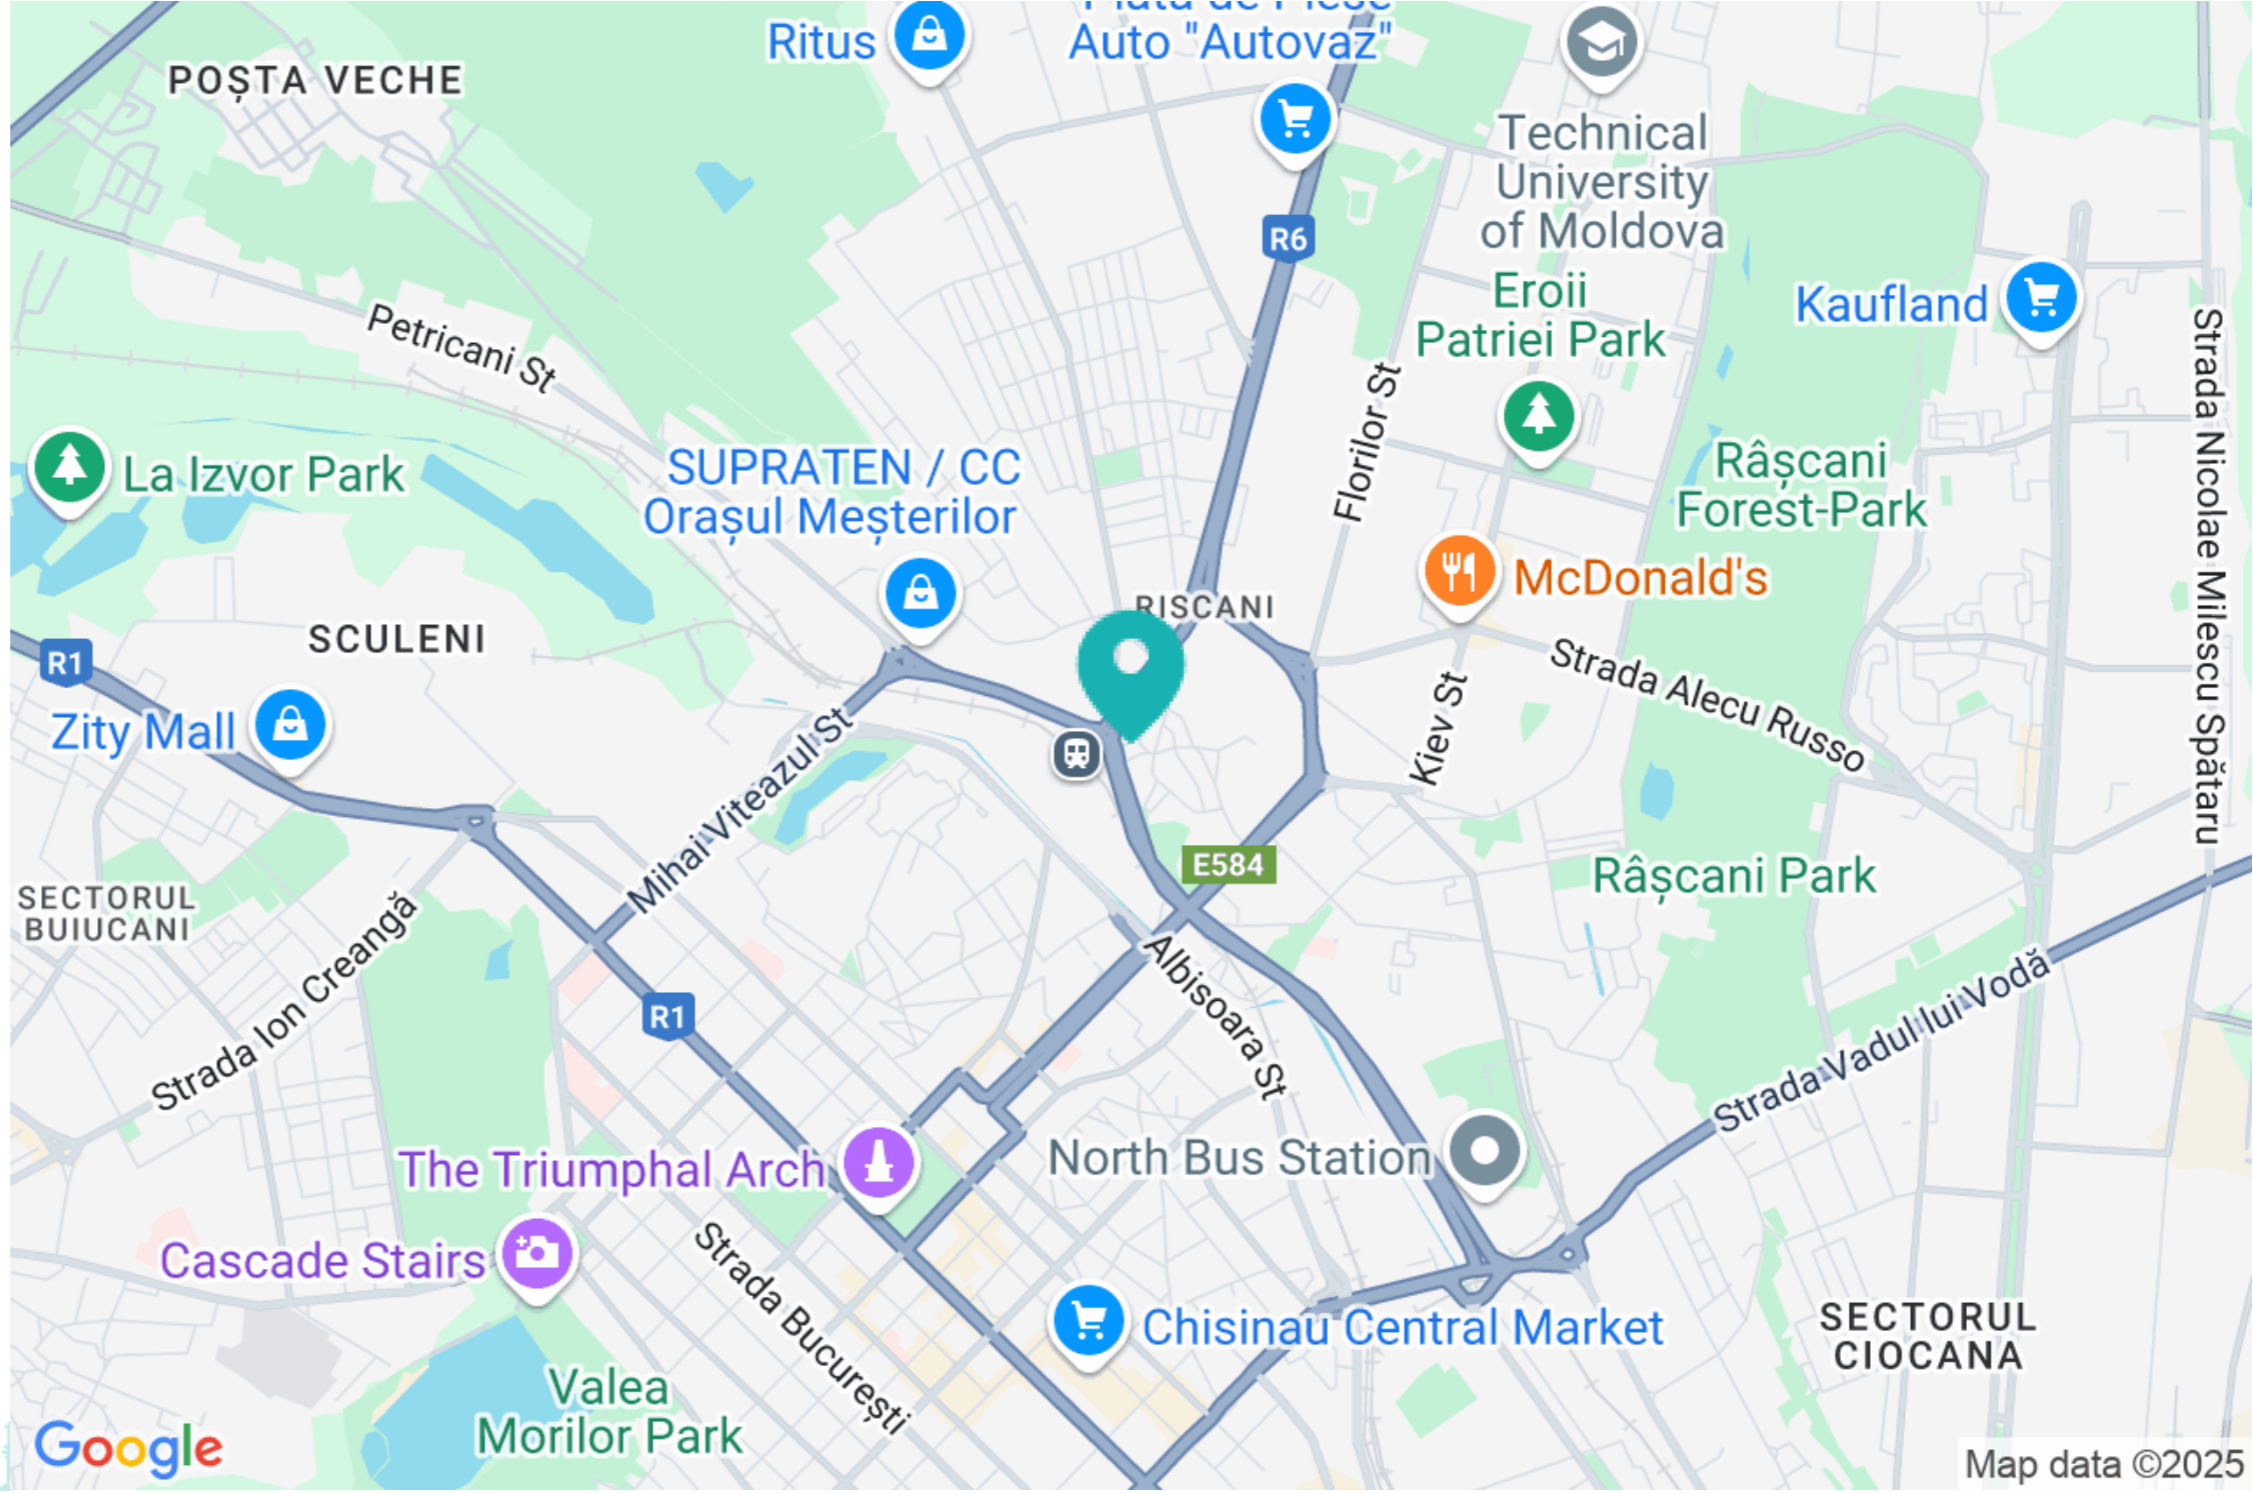 Piața de Piese
Auto "Autovaz"
Ritus
POȘTA VECHE
Technical
University
of Moldova
R6
Eroii
Patriei Park
Kaufland
Petricani St
Florilor St
Strada Nicolae Milescu Spătaru
La Izvor Park
SUPRATEN / CC
Orașul Meșterilor
Râșcani
Forest-Park
McDonald's
RISCANI
SCULENI
R1
Zity Mall
Mihai Viteazul St
Kiev St
Strada Alecu Russo
E584
Râșcani Park
SECTORUL
BUIUCANI
Strada Ion Creangă
R1
Albisoara St
Strada Vadul lui Vodă
The Triumphal Arch
North Bus Station
Cascade Stairs
Strada București
Chisinau Central Market
SECTORUL
CIOCANA
Valea
Morilor Park
Google
Map data ©2025